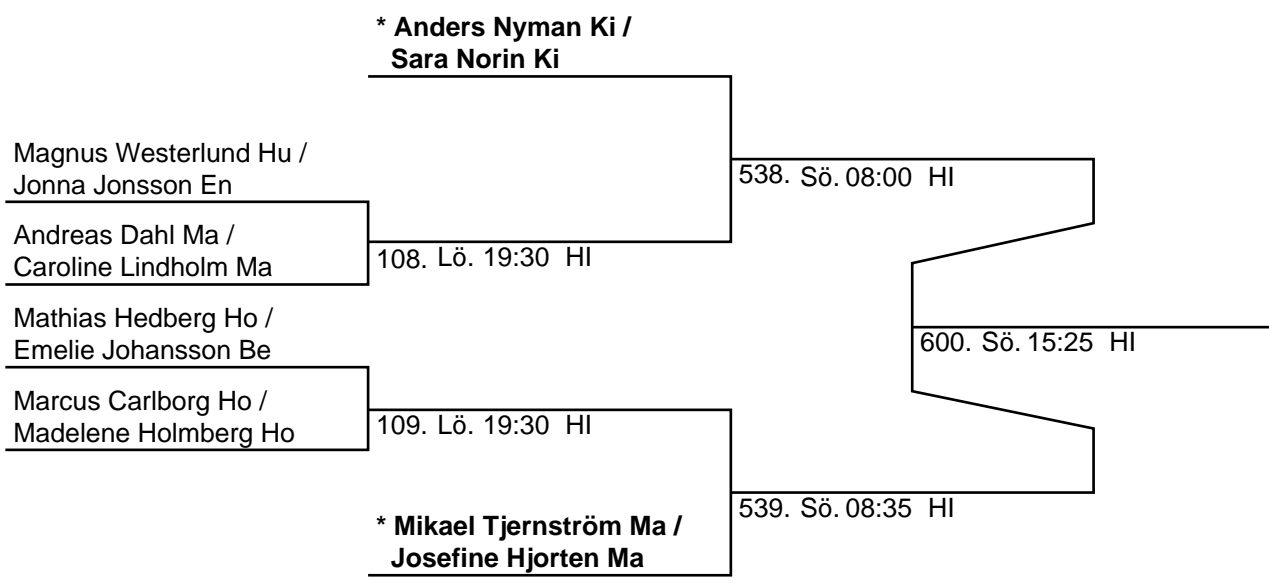 * Anders Nyman Ki /
Sara Norin Ki
Magnus Westerlund Hu /
Jonna Jonsson En
538. Sö. 08:00 HI
Andreas Dahl Ma /
Caroline Lindholm Ma
108. Lö. 19:30 HI
Mathias Hedberg Ho /
Emelie Johansson Be
600. Sö. 15:25 HI
Marcus Carlborg Ho /
Madelene Holmberg Ho
109. Lö. 19:30 HI
539. Sö. 08:35 HI
* Mikael Tjernström Ma /
Josefine Hjorten Ma